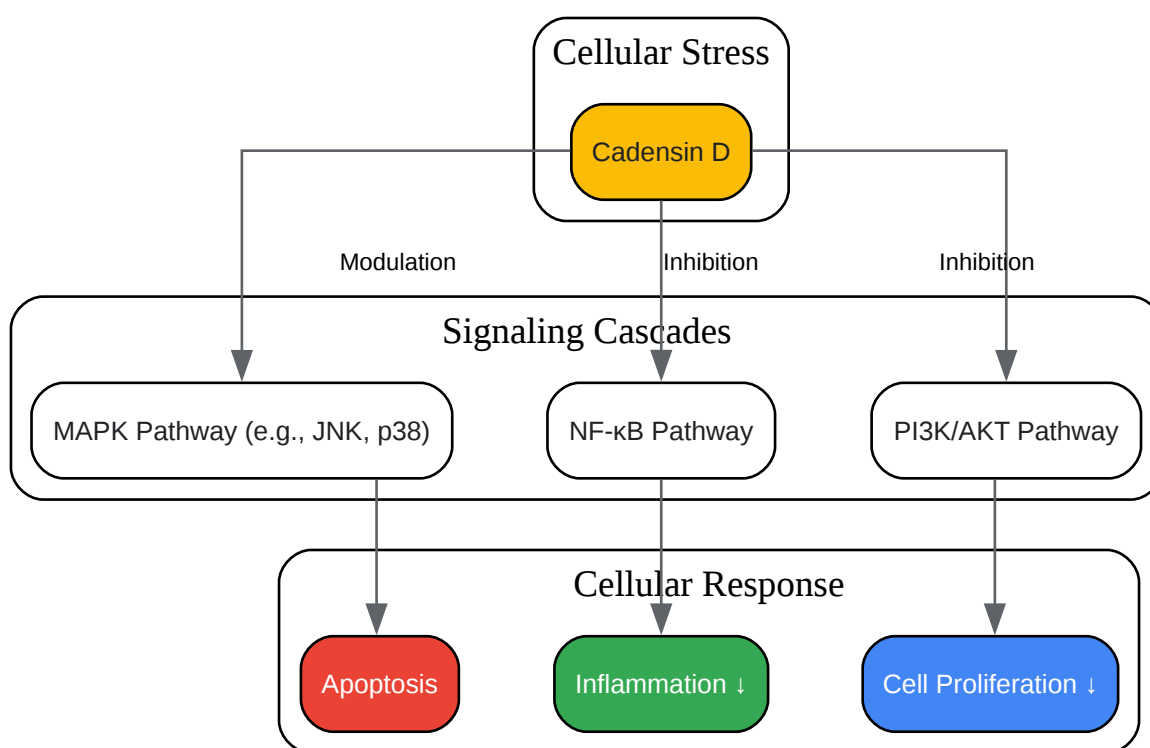 Cellular Stress
Cadensin D
Modulation
Inhibition
Inhibition
Signaling Cascades
MAPK Pathway (e.g., JNK, p38)
NF-κB Pathway
PI3K/AKT Pathway
Cellular Response
Apoptosis
Inflammation ↓
Cell Proliferation ↓